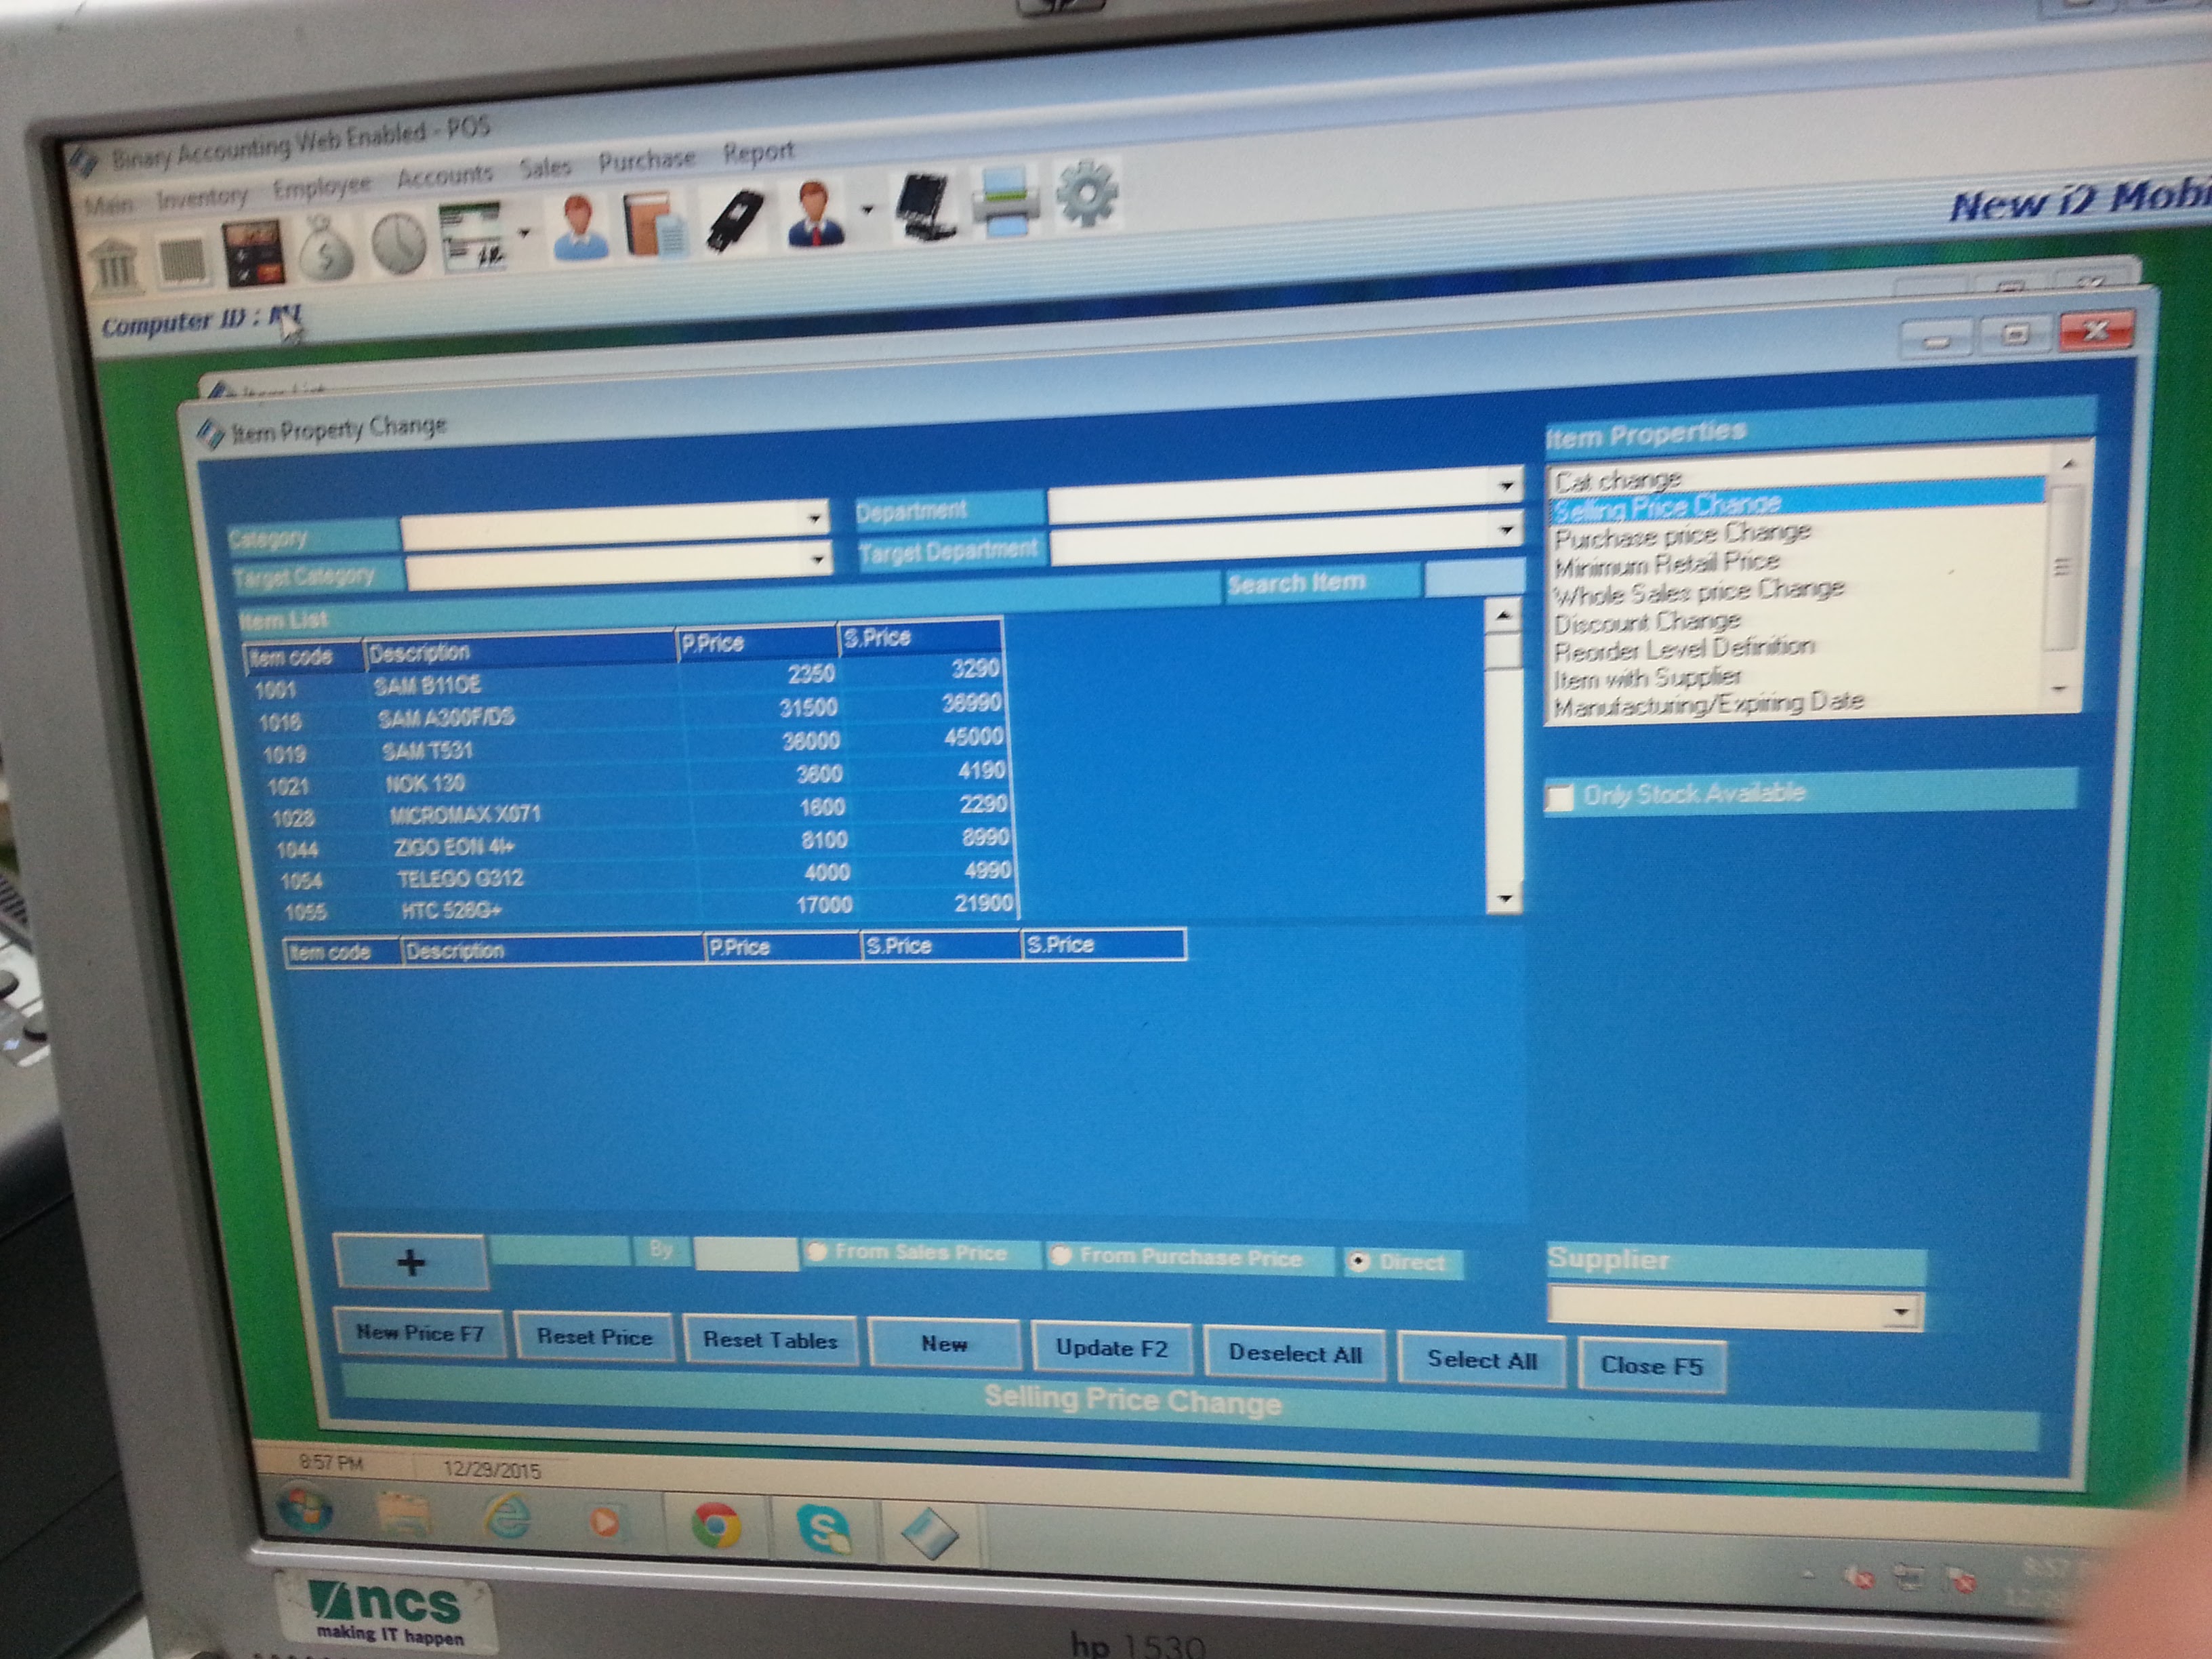 Binary Accounting Web Enabled - POS
Main Inventory Employee Accounts Sales Purchase Report
New i2 Mobi
Computer ID :
Item List
Item Property Change
Category
Department
Target Category
Target Department
Item List
Search Item
Item code Description P.Price S.Price
1001 SAM B110E 2350 3290
1016 SAM A300F/DS 31500 36990
1019 SAM T531 36000 45000
1021 NOK 130 3600 4190
1028 MICROMAX X071 1600 2290
1044 ZIGO EON 4I+ 8100 8990
1054 TELEGO G312 4000 4990
1055 HTC 526G+ 17000 21900
Item code Description P.Price S.Price S.Price
Item Properties
Cat change
Selling Price Change
Purchase price Change
Minimum Retail Price
Whole Sales price Change
Discount Change
Reorder Level Definition
Item with Supplier
Manufacturing/Expiring Date
Only Stock Available
+ By From Sales Price From Purchase Price Direct
Supplier
New Price F7 Reset Price Reset Tables New Update F2 Deselect All Select All Close F5
Selling Price Change
8:57 PM 12/29/2015
8:57
ncs
making IT happen
hp 1530